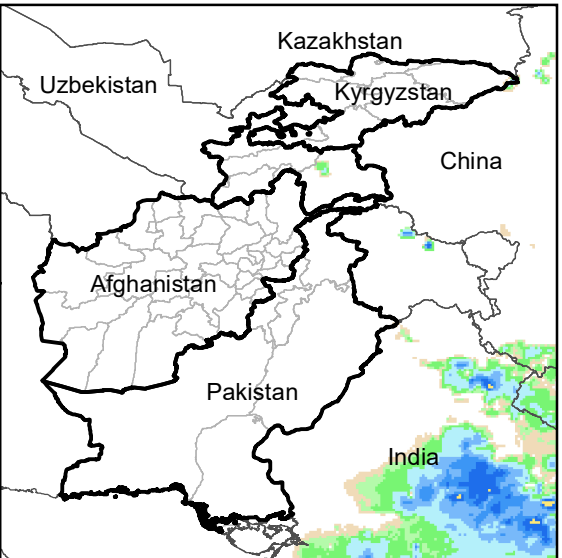 Kazakhstan
Uzbekistan
Kyrgyzstan
China
Afghanistan
Pakistan
India